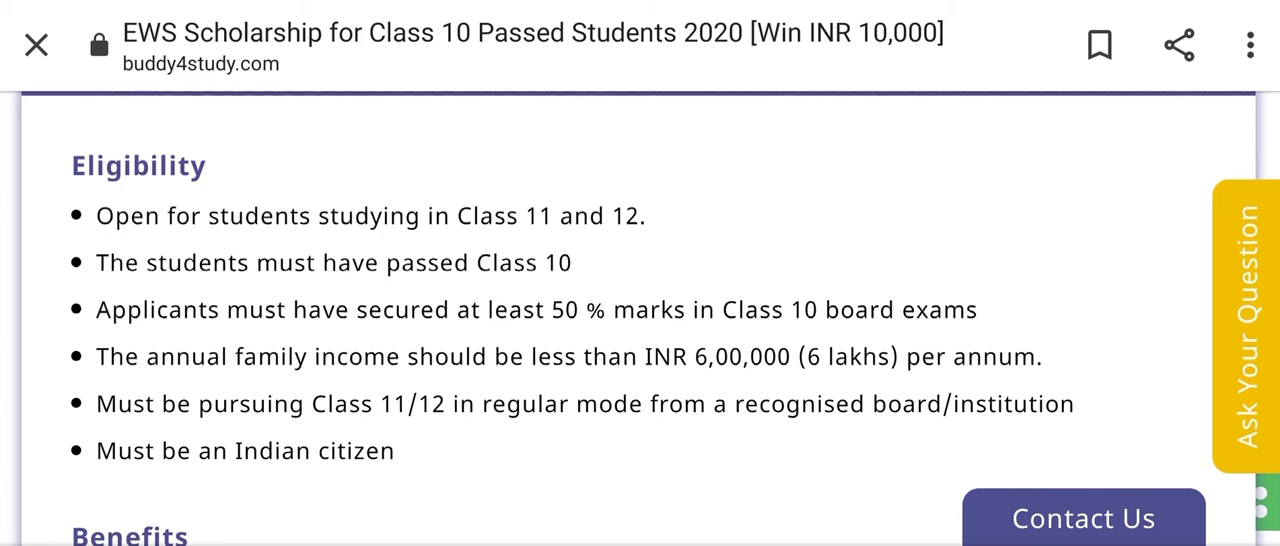 EWS Scholarship for Class 10 Passed Students 2020 [Win INR 10,000]
buddy4study.com
Eligibility
Open for students studying in Class 11 and 12.
The students must have passed Class 10
Applicants must have secured at least 50 % marks in Class 10 board exams
The annual family income should be less than INR 6,00,000 (6 lakhs) per annum.
Must be pursuing Class 11/12 in regular mode from a recognised board/institution
Must be an Indian citizen
Ask Your Question
Contact Us
Benefits